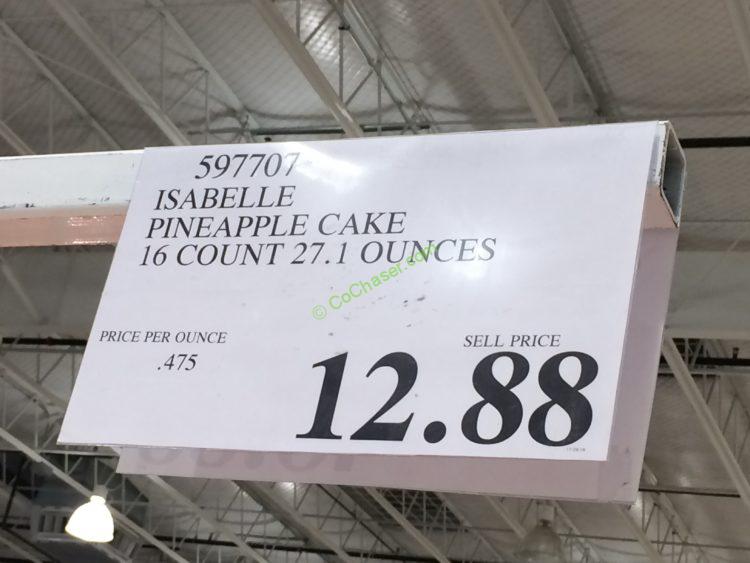 597707
ISABELLE
PINEAPPLE CAKE
16 COUNT 27.1 OUNCES
© CoChaser.com
PRICE PER OUNCE
.475
SELL PRICE
12.88